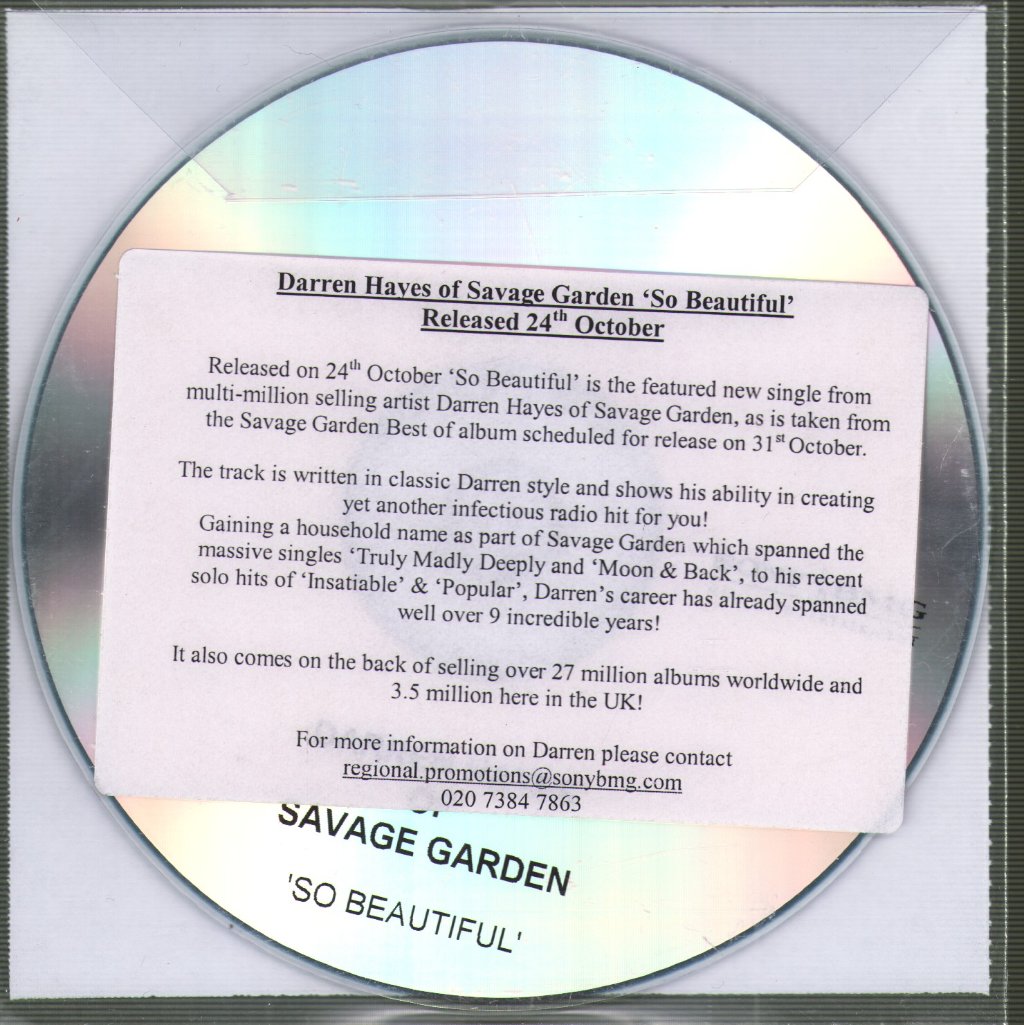 Darren Hayes of Savage Garden ‘So Beautiful’
Released 24th October
Released on 24th October ‘So Beautiful’ is the featured new single from
multi-million selling artist Darren Hayes of Savage Garden, as is taken from
the Savage Garden Best of album scheduled for release on 31st October.
The track is written in classic Darren style and shows his ability in creating
yet another infectious radio hit for you!
Gaining a household name as part of Savage Garden which spanned the
massive singles ‘Truly Madly Deeply and ‘Moon & Back’, to his recent
solo hits of ‘Insatiable’ & ‘Popular’, Darren’s career has already spanned
well over 9 incredible years!
It also comes on the back of selling over 27 million albums worldwide and
3.5 million here in the UK!
For more information on Darren please contact
regional.promotions@sonybmg.com
020 7384 7863
SAVAGE GARDEN
'SO BEAUTIFUL'